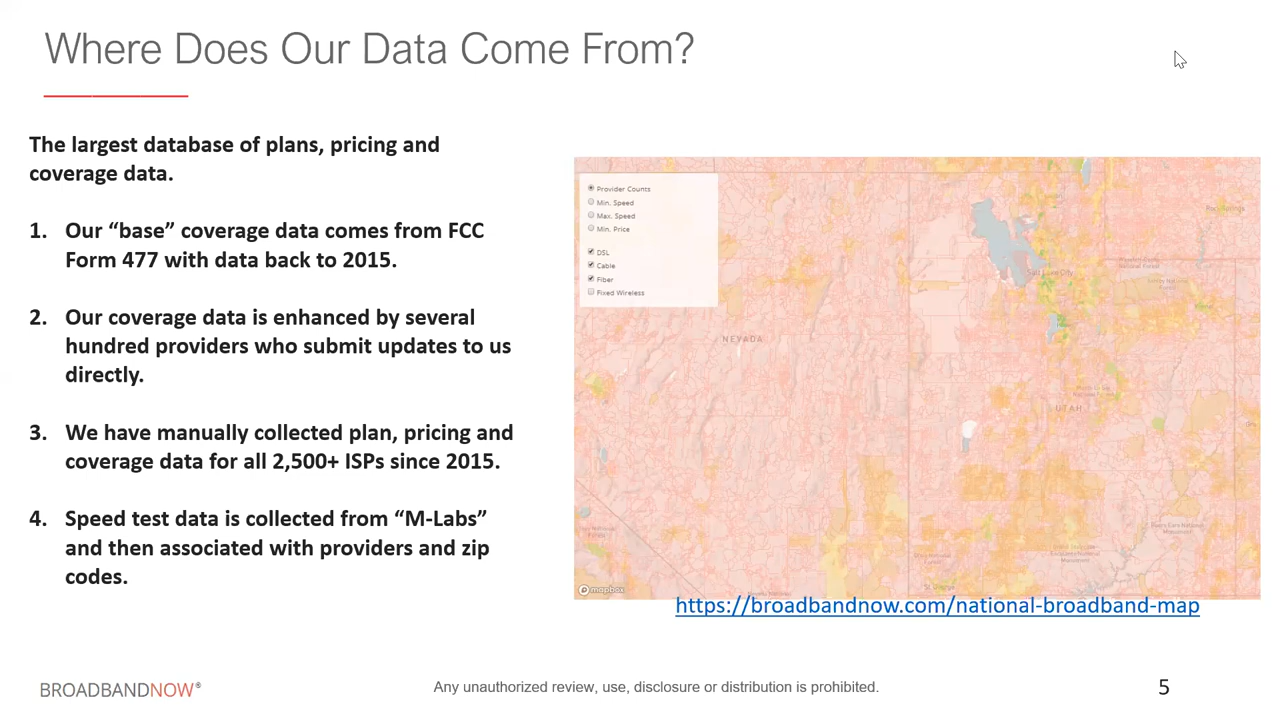 Where Does Our Data Come From?
The largest database of plans, pricing and
coverage data.
1. Our “base” coverage data comes from FCC
Form 477 with data back to 2015.
2. Our coverage data is enhanced by several
hundred providers who submit updates to us
directly.
3. We have manually collected plan, pricing and
coverage data for all 2,500+ ISPs since 2015.
4. Speed test data is collected from “M-Labs”
and then associated with providers and zip
codes.
Provider Counts
Min. Speed
Max. Speed
Min. Price
DSL
Cable
Fiber
Fixed Wireless
Salt Lake City
NEVADA
UTAH
mapbox
https://broadbandnow.com/national-broadband-map
BROADBANDNOW®
Any unauthorized review, use, disclosure or distribution is prohibited.
5